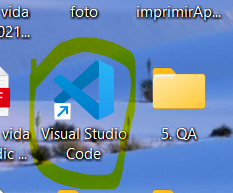 vida
foto
imprimirAp...
021...
F
vida
Visual Studio
5. QA
dic ...
Code